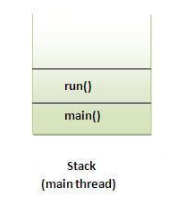 run()
main()
Stack
(main thread)